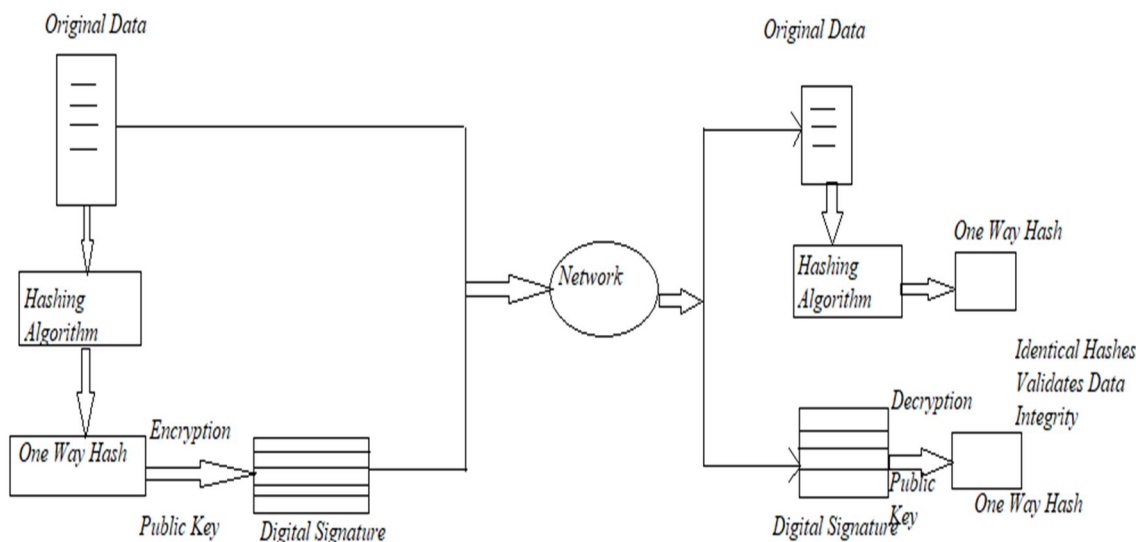 Original Data
Hashing
Algorithm
One Way Hash
Encryption
Public Key
Digital Signature
Network
Original Data
Hashing
Algorithm
One Way Hash
Identical Hashes
Validates Data
Integrity
Decryption
Public
Key
Digital Signature
One Way Hash